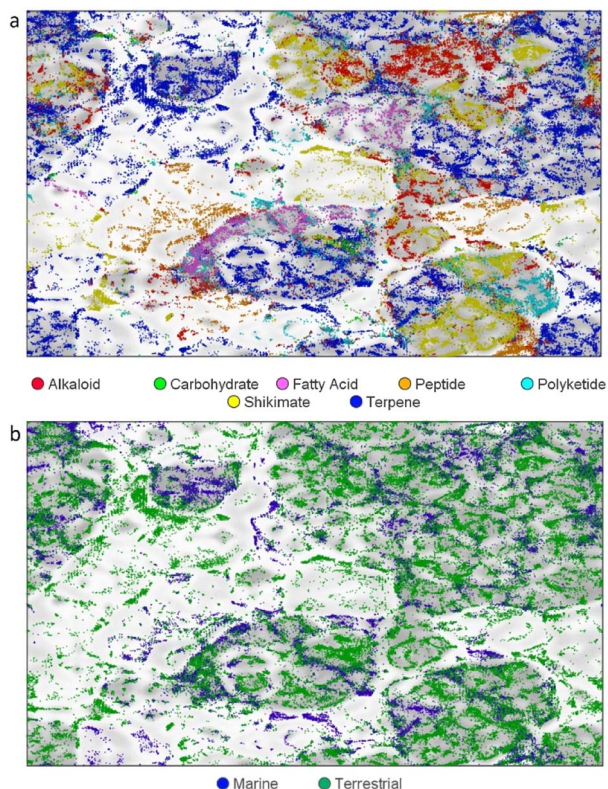 a
Alkaloid Carbohydrate Fatty Acid Peptide Polyketide
Shikimate Terpene
b
Marine Terrestrial